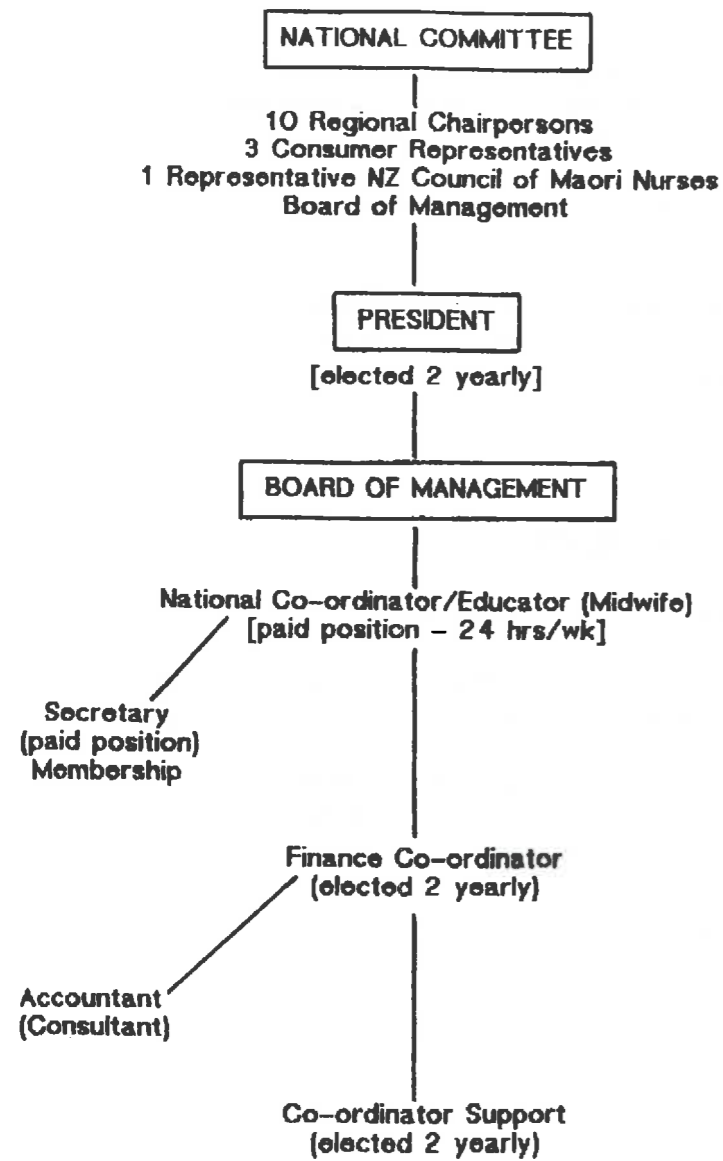 NATIONAL COMMITTEE
10 Regional Chairpersons
3 Consumer Representatives
1 Representative NZ Council of Maori Nurses
Board of Management
PRESIDENT
[elected 2 yearly]
BOARD OF MANAGEMENT
National Co-ordinator/Educator (Midwife)
[paid position - 24 hrs/wk]
Secretary
(paid position)
Membership
Finance Co-ordinator
(elected 2 yearly)
Accountant
(Consultant)
Co-ordinator Support
(elected 2 yearly)